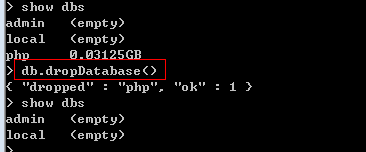 > show dbs
admin   (empty)
local   (empty)
php     0.03125GB
> db.dropDatabase()
{ "dropped" : "php", "ok" : 1 }
> show dbs
admin   (empty)
local   (empty)
>